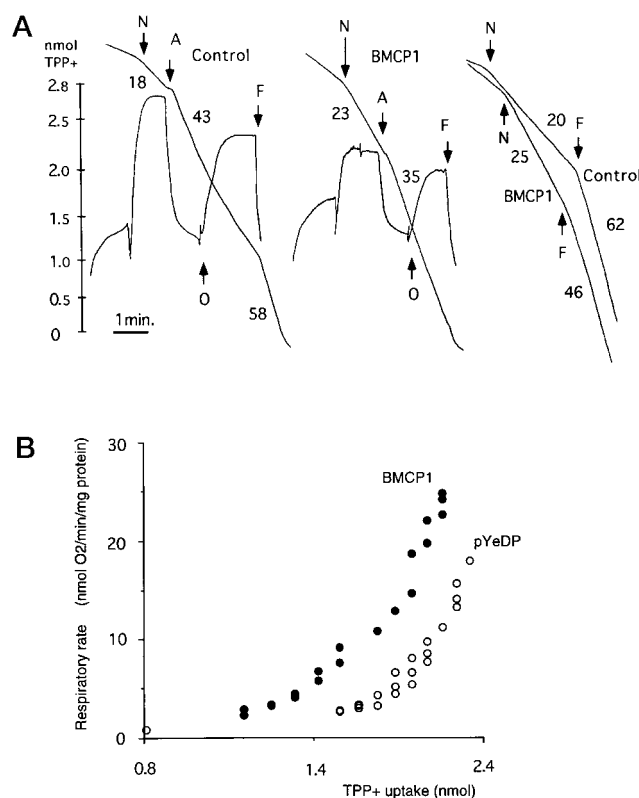 A
nmol
TPP+
2.8
2.5
2.0
1.5
1.0
0.5
0
1min.
N
A
Control
18
43
F
O
58
N
BMCP1
23
A
F
35
O
N
20
F
N
25
Control
BMCP1
62
F
46
B
Respiratory rate (nmol O2/min/mg protein)
30
20
10
0
BMCP1
pYeDP
0.8
1.4
2.4
TPP+ uptake (nmol)